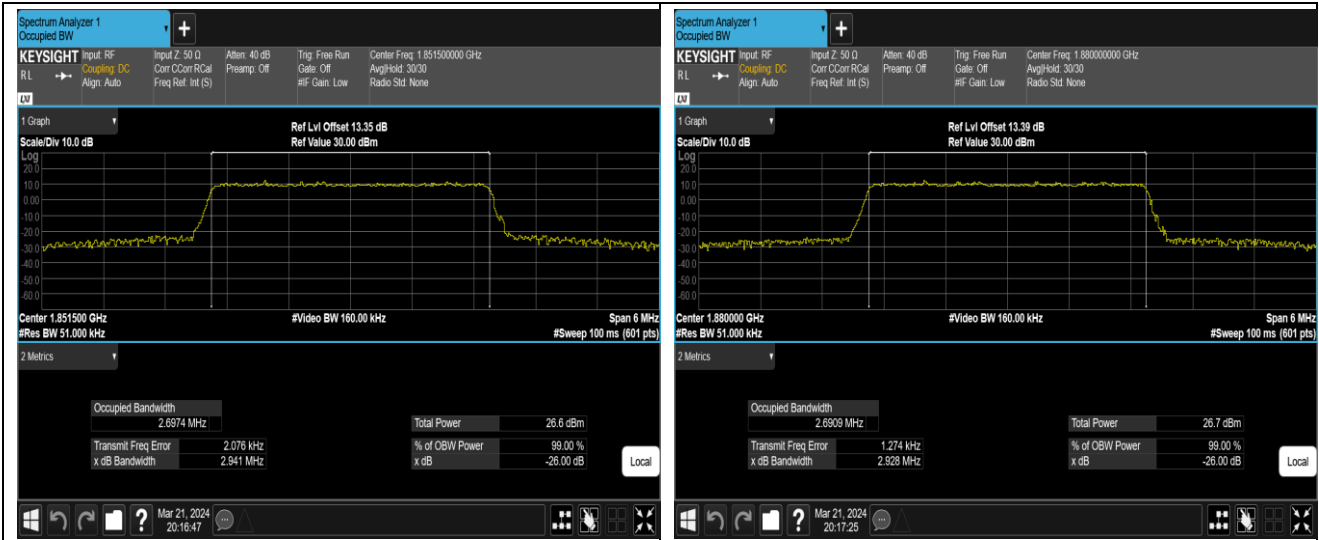 Spectrum Analyzer 1
Occupied BW
+
KEYSIGHT Input: RF Input Z: 50 Ω Atten: 40 dB Trig: Free Run Center Freq: 1.851500000 GHz
RL Coupling: DC Corr CCorr RCal Preamp: Off Gate: Off Avg|Hold: 30/30
Align: Auto Freq Ref: Int (S) #IF Gain: Low Radio Std: None
LXI
1 Graph
Scale/Div 10.0 dB
Ref Lvl Offset 13.35 dB
Ref Value 30.00 dBm
Log
20.0
10.0
0.00
-10.0
-20.0
-30.0
-40.0
-50.0
-60.0
Center 1.851500 GHz #Video BW 160.00 kHz Span 6 MHz
#Res BW 51.000 kHz #Sweep 100 ms (601 pts)
2 Metrics
Occupied Bandwidth
2.6974 MHz Total Power 26.6 dBm
Transmit Freq Error 2.076 kHz % of OBW Power 99.00 %
x dB Bandwidth 2.941 MHz x dB -26.00 dB
Local
? Mar 21, 2024
20:16:47
Spectrum Analyzer 1
Occupied BW
+
KEYSIGHT Input: RF Input Z: 50 Ω Atten: 40 dB Trig: Free Run Center Freq: 1.880000000 GHz
RL Coupling: DC Corr CCorr RCal Preamp: Off Gate: Off Avg|Hold: 30/30
Align: Auto Freq Ref: Int (S) #IF Gain: Low Radio Std: None
LXI
1 Graph
Scale/Div 10.0 dB
Ref Lvl Offset 13.39 dB
Ref Value 30.00 dBm
Log
20.0
10.0
0.00
-10.0
-20.0
-30.0
-40.0
-50.0
-60.0
Center 1.880000 GHz #Video BW 160.00 kHz Span 6 MHz
#Res BW 51.000 kHz #Sweep 100 ms (601 pts)
2 Metrics
Occupied Bandwidth
2.6909 MHz Total Power 26.7 dBm
Transmit Freq Error 1.274 kHz % of OBW Power 99.00 %
x dB Bandwidth 2.928 MHz x dB -26.00 dB
Local
? Mar 21, 2024
20:17:25